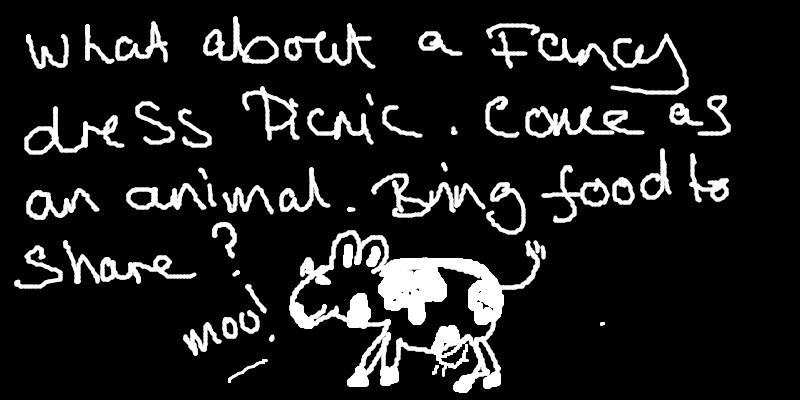 What about a Fancy
dress Picnic. Come as
an animal. Bring food to
share?
moo!